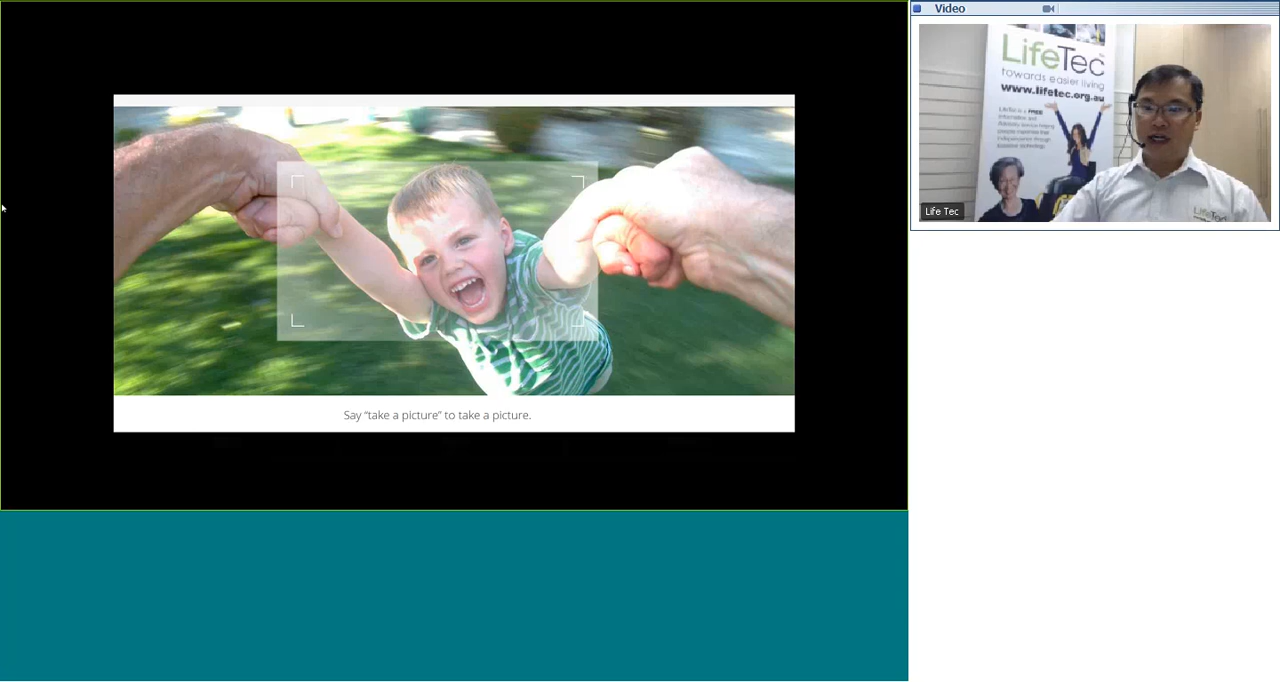 Say “take a picture” to take a picture.
Video
LifeTec
towards easier living
www.lifetec.org.au
Life Tec